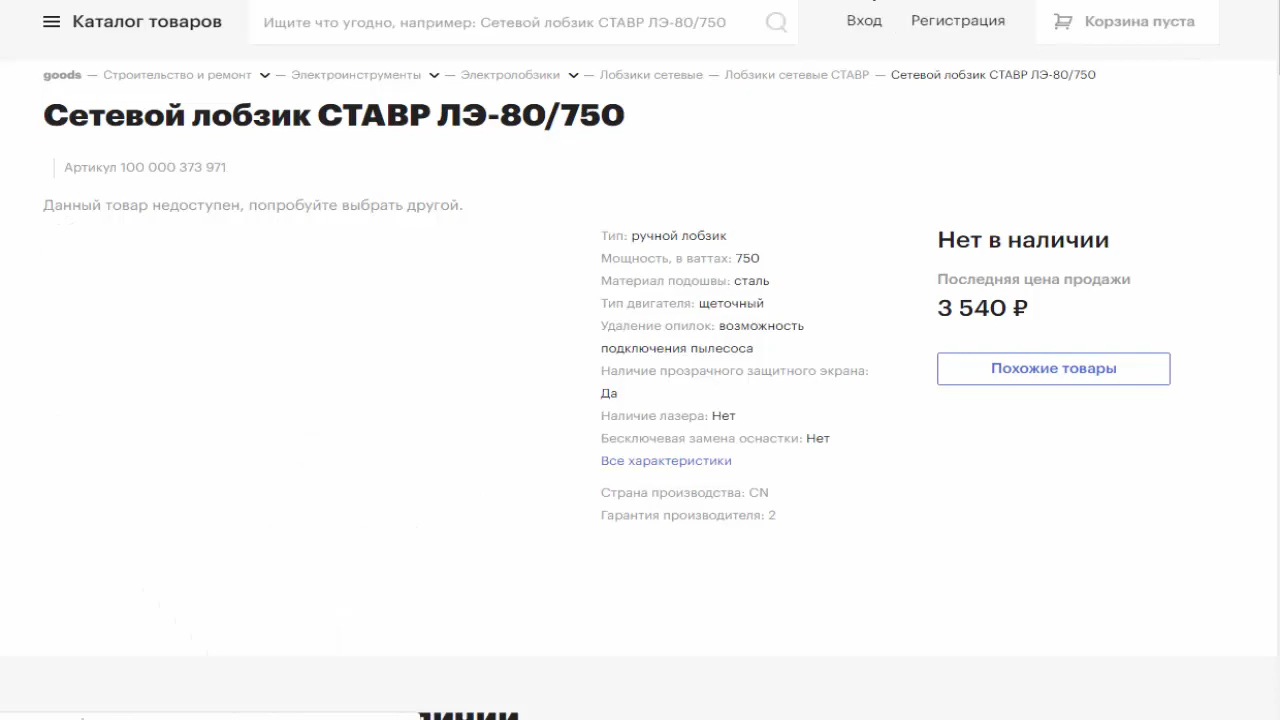 Каталог товаров
Ищите что угодно, например: Сетевой лобзик СТАВР ЛЭ-80/750
Вход
Регистрация
Корзина пуста
goods — Строительство и ремонт — Электроинструменты — Электролобзики — Лобзики сетевые — Лобзики сетевые СТАВР — Сетевой лобзик СТАВР ЛЭ-80/750
Сетевой лобзик СТАВР ЛЭ-80/750
Артикул 100 000 373 971
Данный товар недоступен, попробуйте выбрать другой.
Тип: ручной лобзик
Мощность, в ваттах: 750
Материал подошвы: сталь
Тип двигателя: щеточный
Удаление опилок: возможность
подключения пылесоса
Наличие прозрачного защитного экрана:
Да
Наличие лазера: Нет
Бесключевая замена оснастки: Нет
Все характеристики
Страна производства: CN
Гарантия производителя: 2
Нет в наличии
Последняя цена продажи
3 540 ₽
Похожие товары